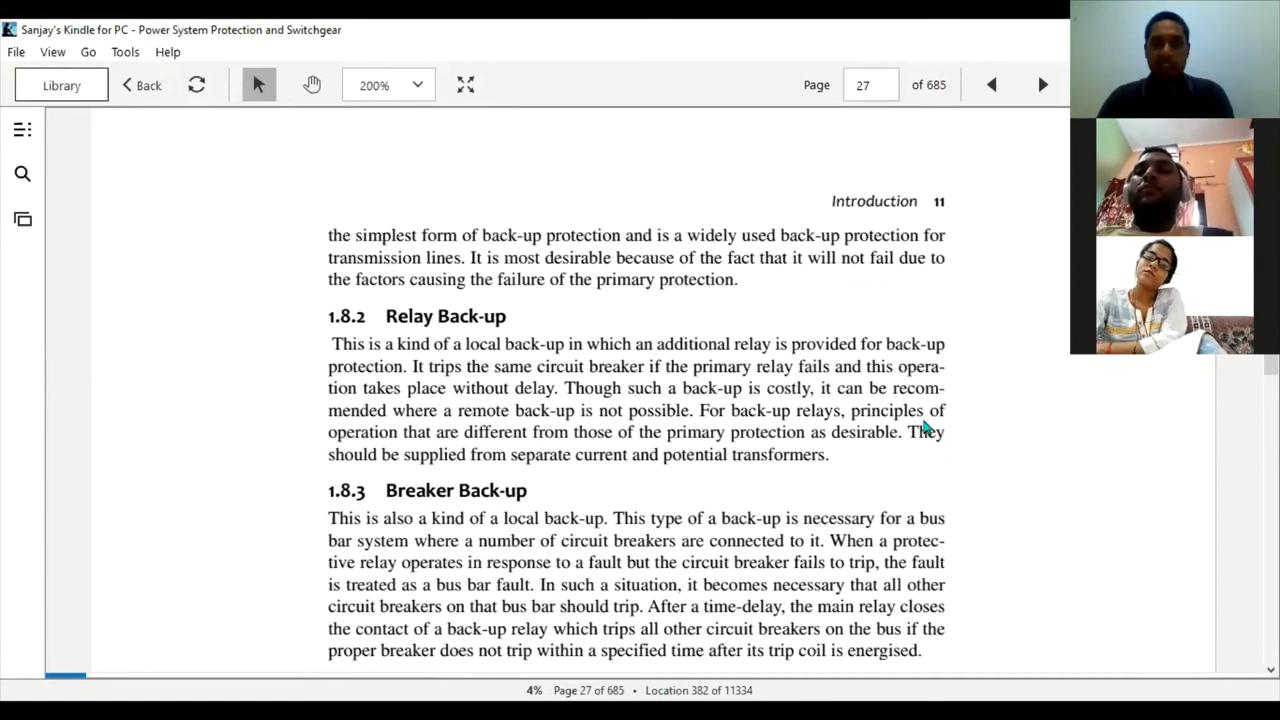 Sanjay's Kindle for PC - Power System Protection and Switchgear
File View Go Tools Help
Library Back 200% Page 27 of 685
Introduction 11
the simplest form of back-up protection and is a widely used back-up protection for
transmission lines. It is most desirable because of the fact that it will not fail due to
the factors causing the failure of the primary protection.
1.8.2 Relay Back-up
This is a kind of a local back-up in which an additional relay is provided for back-up
protection. It trips the same circuit breaker if the primary relay fails and this opera-
tion takes place without delay. Though such a back-up is costly, it can be recom-
mended where a remote back-up is not possible. For back-up relays, principles of
operation that are different from those of the primary protection as desirable. They
should be supplied from separate current and potential transformers.
1.8.3 Breaker Back-up
This is also a kind of a local back-up. This type of a back-up is necessary for a bus
bar system where a number of circuit breakers are connected to it. When a protec-
tive relay operates in response to a fault but the circuit breaker fails to trip, the fault
is treated as a bus bar fault. In such a situation, it becomes necessary that all other
circuit breakers on that bus bar should trip. After a time-delay, the main relay closes
the contact of a back-up relay which trips all other circuit breakers on the bus if the
proper breaker does not trip within a specified time after its trip coil is energised.
4% Page 27 of 685 • Location 382 of 11334